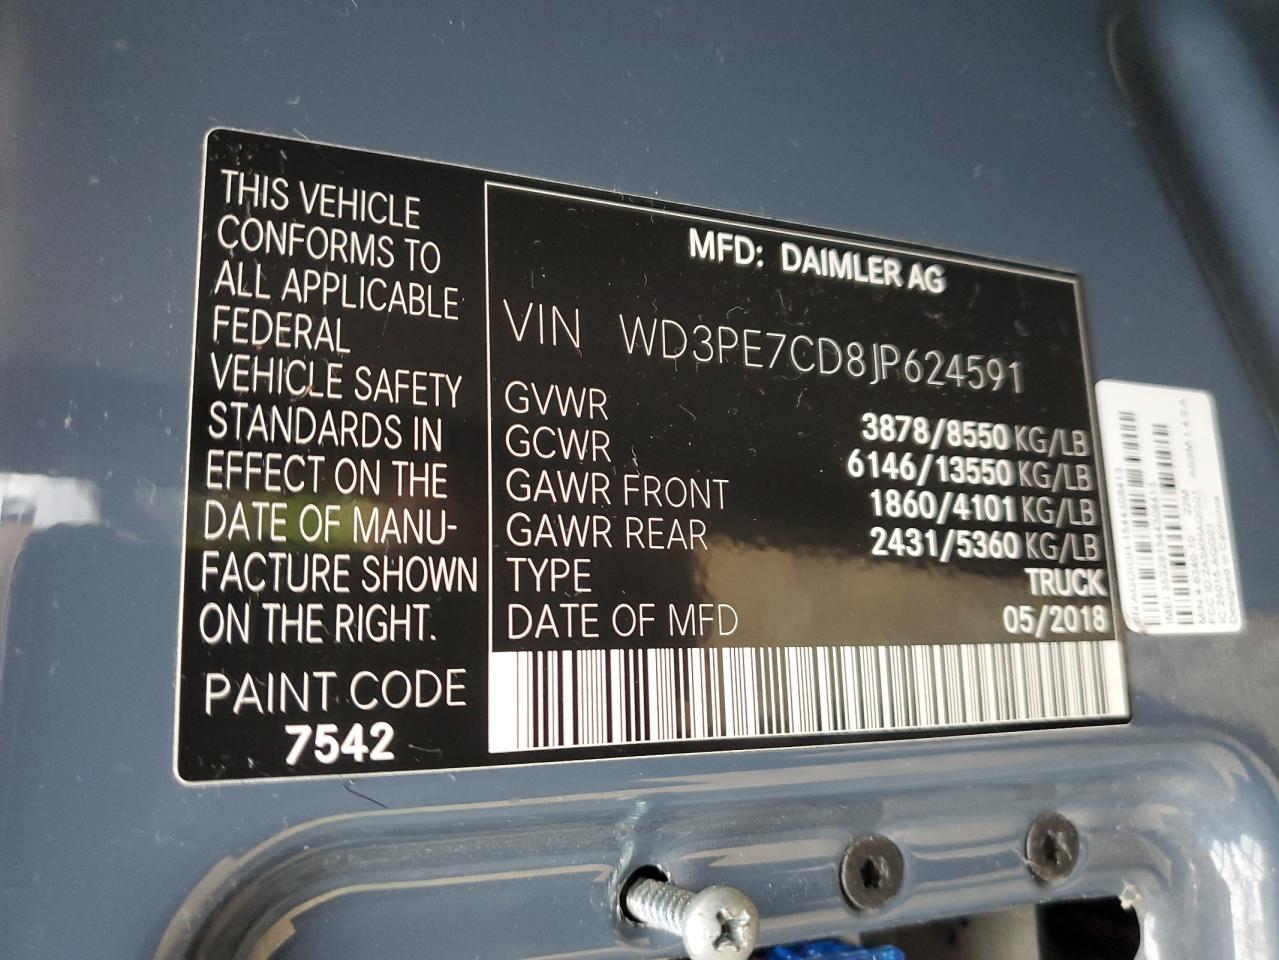 THIS VEHICLE
CONFORMS TO
ALL APPLICABLE
FEDERAL
VEHICLE SAFETY
STANDARDS IN
EFFECT ON THE
DATE OF MANU-
FACTURE SHOWN
ON THE RIGHT.
PAINT CODE
7542
MFD: DAIMLER AG
VIN WD3PE7CD8JP624591
GVWR 3878/8550 KG/LB
GCWR 6146/13550 KG/LB
GAWR FRONT 1860/4101 KG/LB
GAWR REAR 2431/5360 KG/LB
TYPE TRUCK
DATE OF MFD 05/2018